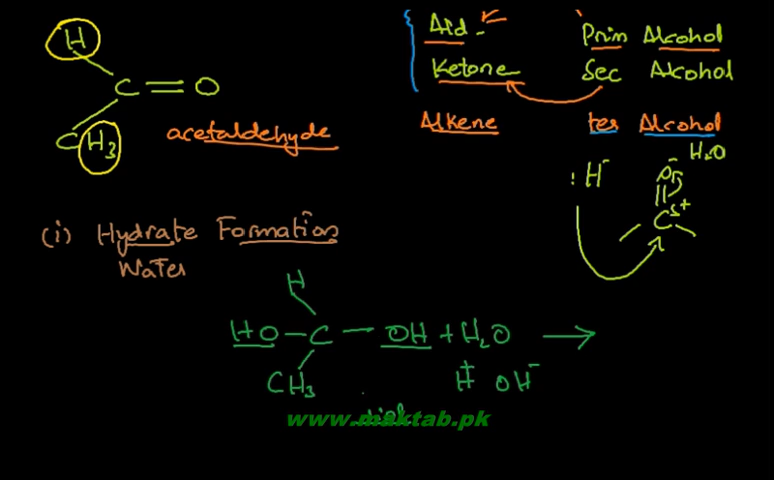 H
C = O
CH3
acetaldehyde
Ald -
Prim Alcohol
Ketone
Sec Alcohol
Alkene
ter Alcohol
H2O
:H⁻
O⁻
C δ+
(i) Hydrate Formation
Water
H
HO — C — OH + H2O →
CH3
H+ OH⁻
www.maktab.pk